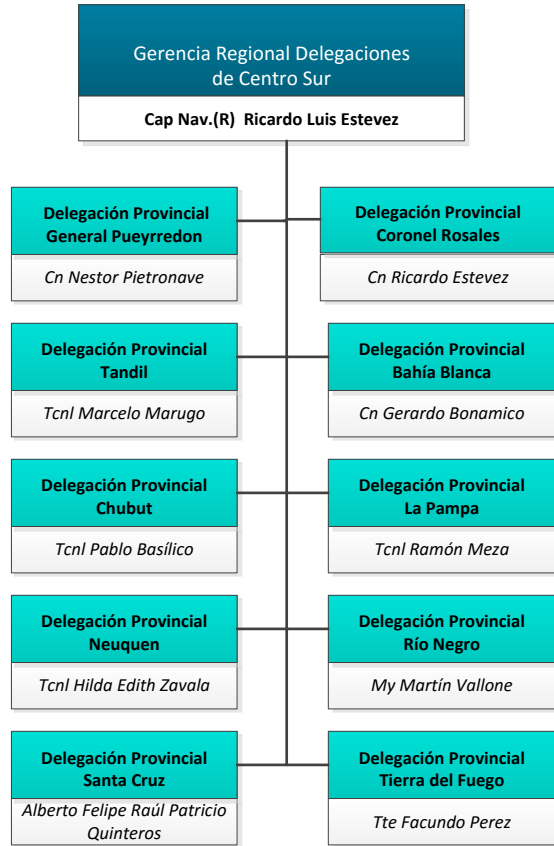 Gerencia Regional Delegaciones
de Centro Sur
Cap Nav.(R) Ricardo Luis Estevez
Delegación Provincial
General Pueyrredon
Cn Nestor Pietronave
Delegación Provincial
Coronel Rosales
Cn Ricardo Estevez
Delegación Provincial
Tandil
Tcnl Marcelo Marugo
Delegación Provincial
Bahía Blanca
Cn Gerardo Bonamico
Delegación Provincial
Chubut
Tcnl Pablo Basílico
Delegación Provincial
La Pampa
Tcnl Ramón Meza
Delegación Provincial
Neuquen
Tcnl Hilda Edith Zavala
Delegación Provincial
Río Negro
My Martín Vallone
Delegación Provincial
Santa Cruz
Alberto Felipe Raúl Patricio
Quinteros
Delegación Provincial
Tierra del Fuego
Tte Facundo Perez